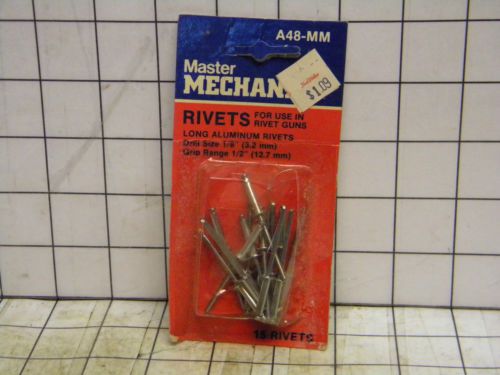 A48-MM
Master
MECHAN
$1.09
RIVETS FOR USE IN
RIVET GUNS
LONG ALUMINUM RIVETS
Drill Size 1/8" (3.2 mm)
Grip Range 1/2" (12.7 mm)
15 RIVETS